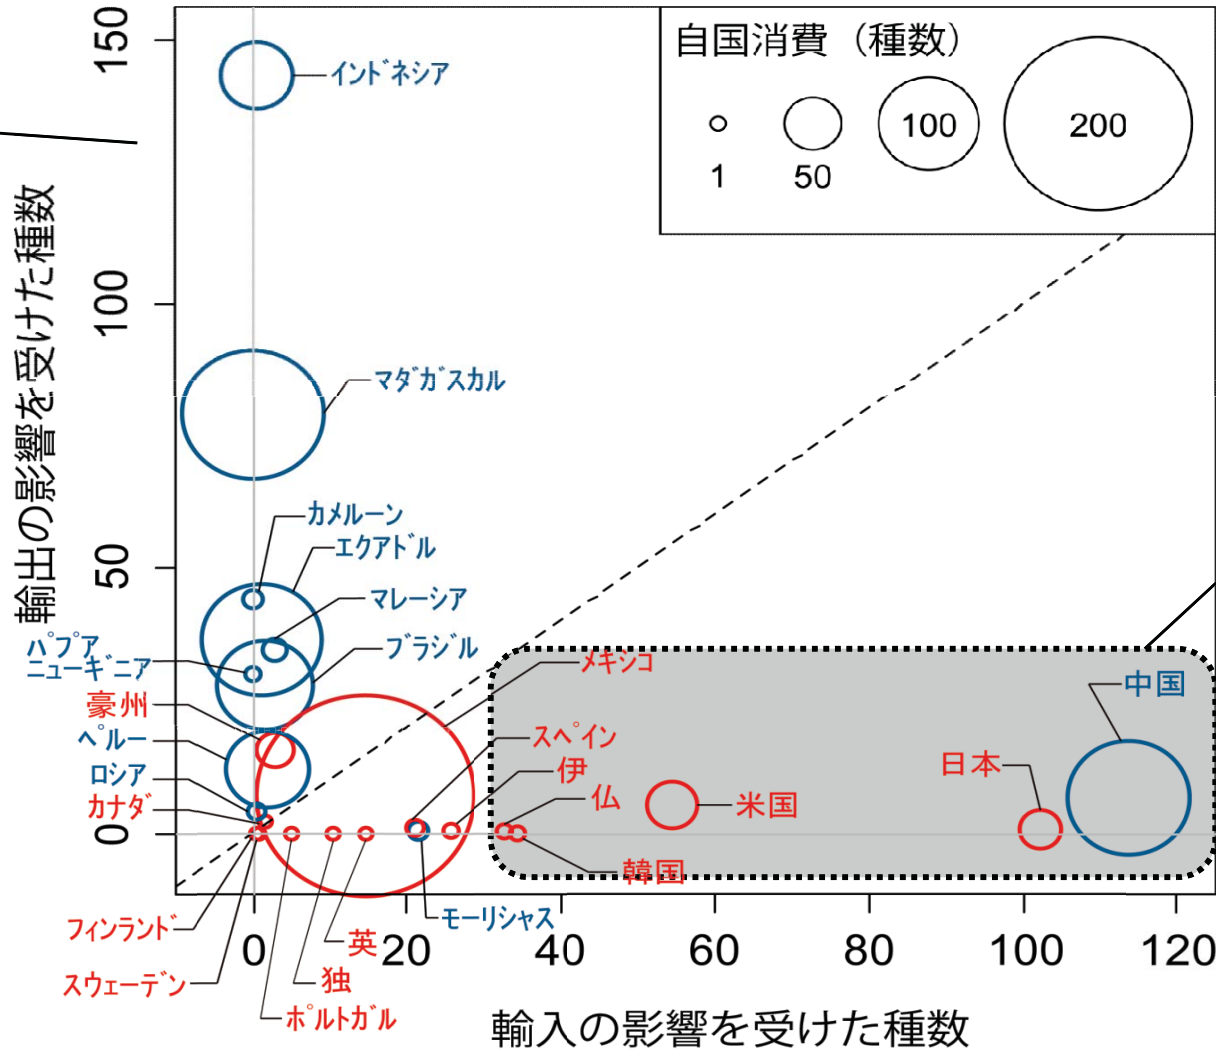 自国消費（種数）
1
50
100
200
輸出の影響を受けた種数
150
100
50
0
インドネシア
マダガスカル
カメルーン
エクアドル
マレーシア
ブラジル
パプア
ニューギニア
豪州
ペルー
ロシア
カナダ
メキシコ
スペイン
伊
仏
韓国
米国
日本
中国
フィンランド
スウェーデン
ポルトガル
独
英
モーリシャス
0
20
40
60
80
100
120
輸入の影響を受けた種数